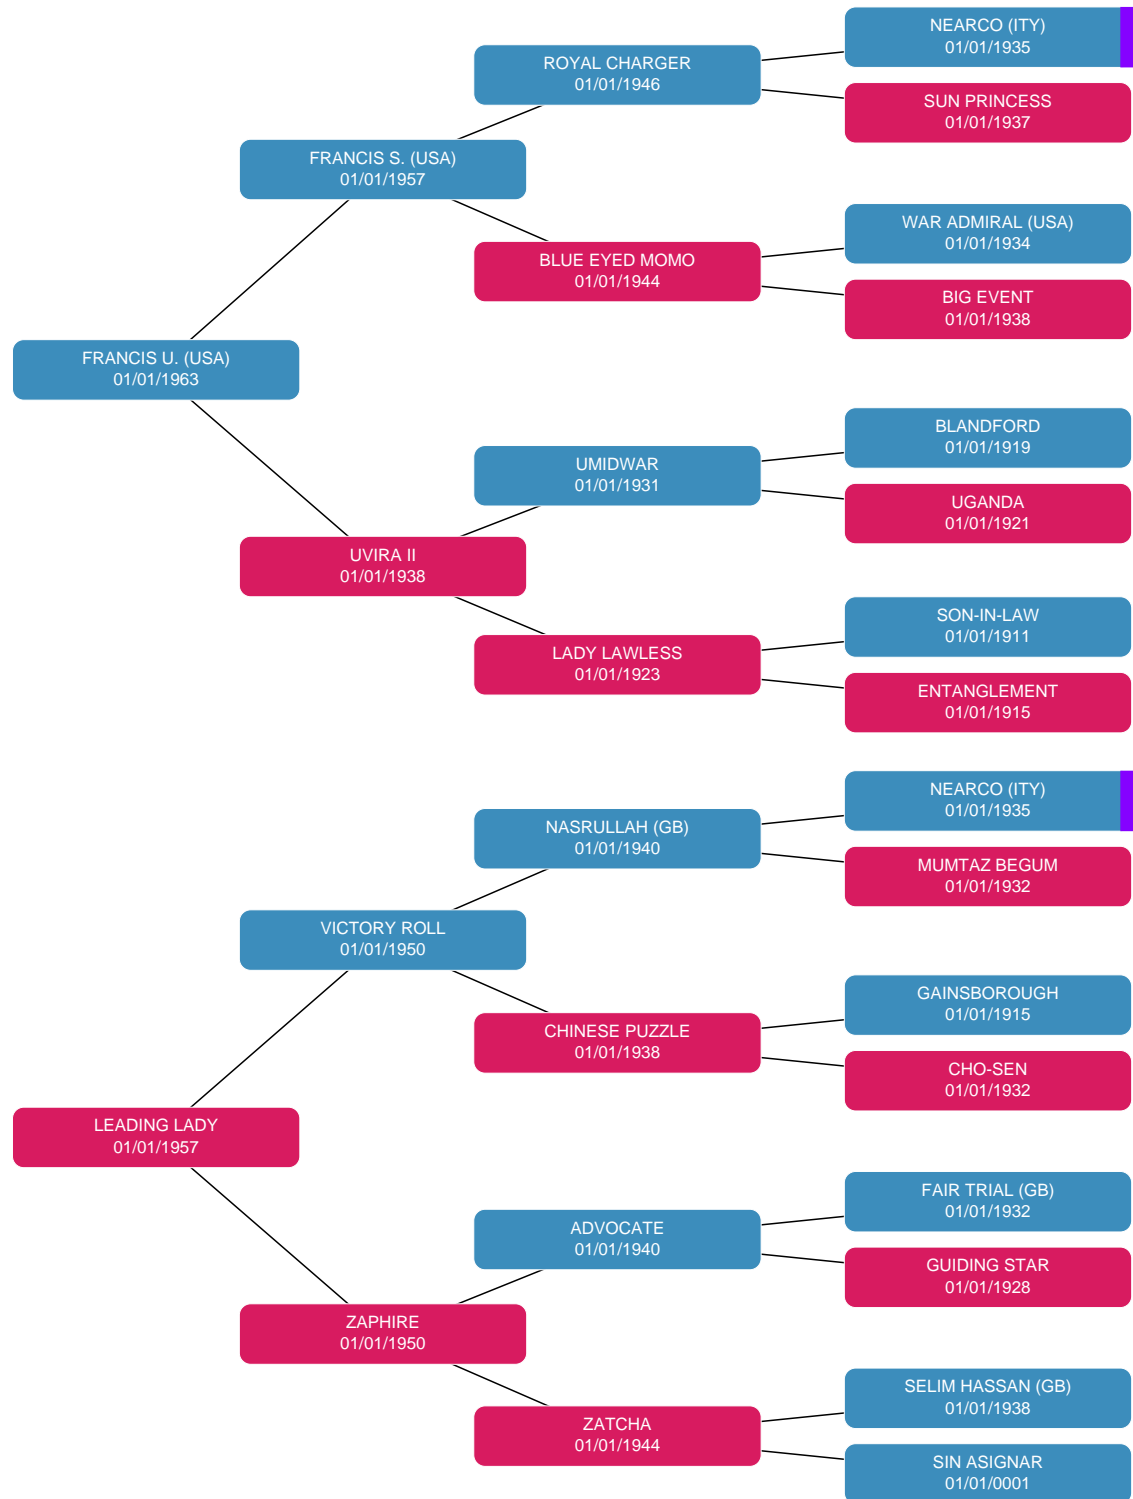 NEARCO (ITY)
01/01/1935
ROYAL CHARGER
01/01/1946
SUN PRINCESS
01/01/1937
FRANCIS S. (USA)
01/01/1957
WAR ADMIRAL (USA)
01/01/1934
BLUE EYED MOMO
01/01/1944
BIG EVENT
01/01/1938
FRANCIS U. (USA)
01/01/1963
BLANDFORD
01/01/1919
UMIDWAR
01/01/1931
UGANDA
01/01/1921
UVIRA II
01/01/1938
SON-IN-LAW
01/01/1911
LADY LAWLESS
01/01/1923
ENTANGLEMENT
01/01/1915
NEARCO (ITY)
01/01/1935
NASRULLAH (GB)
01/01/1940
MUMTAZ BEGUM
01/01/1932
VICTORY ROLL
01/01/1950
GAINSBOROUGH
01/01/1915
CHINESE PUZZLE
01/01/1938
CHO-SEN
01/01/1932
LEADING LADY
01/01/1957
FAIR TRIAL (GB)
01/01/1932
ADVOCATE
01/01/1940
GUIDING STAR
01/01/1928
ZAPHIRE
01/01/1950
SELIM HASSAN (GB)
01/01/1938
ZATCHA
01/01/1944
SIN ASIGNAR
01/01/0001